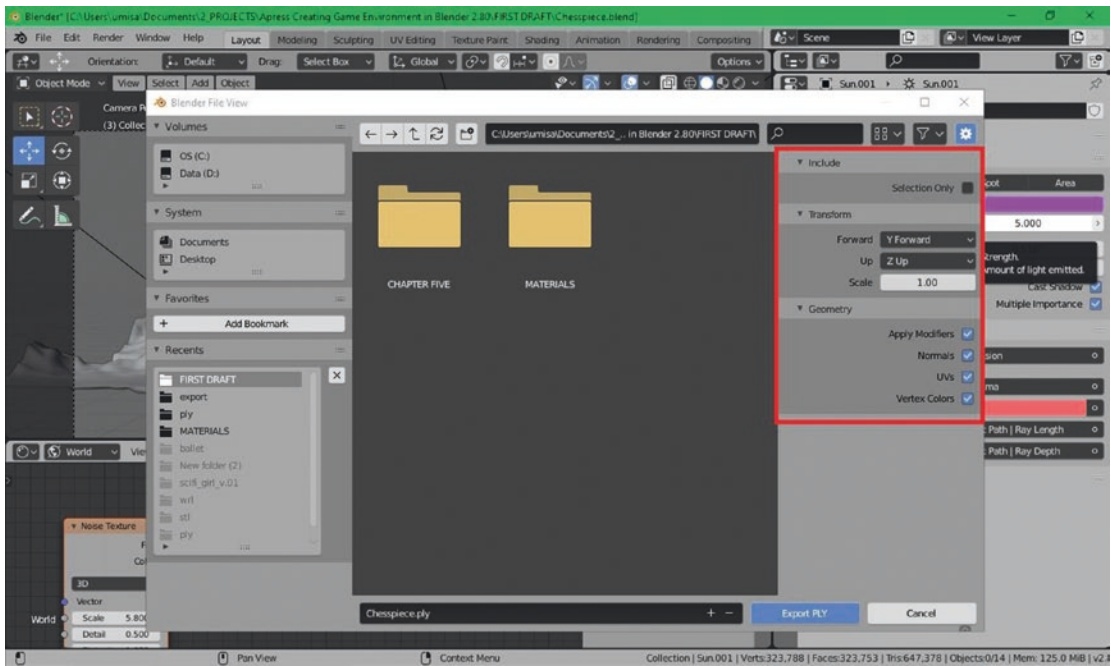 Blender* [C:\Users\umisa\Documents\2_PROJECTS\Apress Creating Game Environment in Blender 2.80\FIRST DRAFT\Chesspiece.blend]
File Edit Render Window Help Layout Modeling Sculpting UV Editing Texture Paint Shading Animation Rendering Compositing Scene View Layer
Orientation: Default Drag: Select Box Global Options
Object Mode View Select Add Object Sun.001 Sun.001
Camera
(3) Collec
Blender File View
Volumes
OS (C:)
Data (D:)
System
Documents
Desktop
Favorites
+ Add Bookmark
Recents
FIRST DRAFT
export
ply
MATERIALS
ballet
New folder (2)
scifi_girl_v.01
wrl
stl
ply
C:\Users\umisa\Documents\2_.. in Blender 2.80\FIRST DRAFT\
CHAPTER FIVE
MATERIALS
Include
Selection Only
Transform
Forward Y Forward
Up Z Up
Scale 1.00
Geometry
Apply Modifiers
Normals
UVs
Vertex Colors
Chesspiece.ply + −
Export PLY
Cancel
Area
5.000
Strength.
amount of light emitted.
Cast Shadow
Multiple Importance
Path | Ray Length
Path | Ray Depth
World
Noise Texture
3D
Vector
World
Scale 5.800
Detail 0.500
Pan View
Context Menu
Collection | Sun.001 | Verts:323,788 | Faces:323,753 | Tris:647,378 | Objects:0/14 | Mem: 125.0 MiB | v2